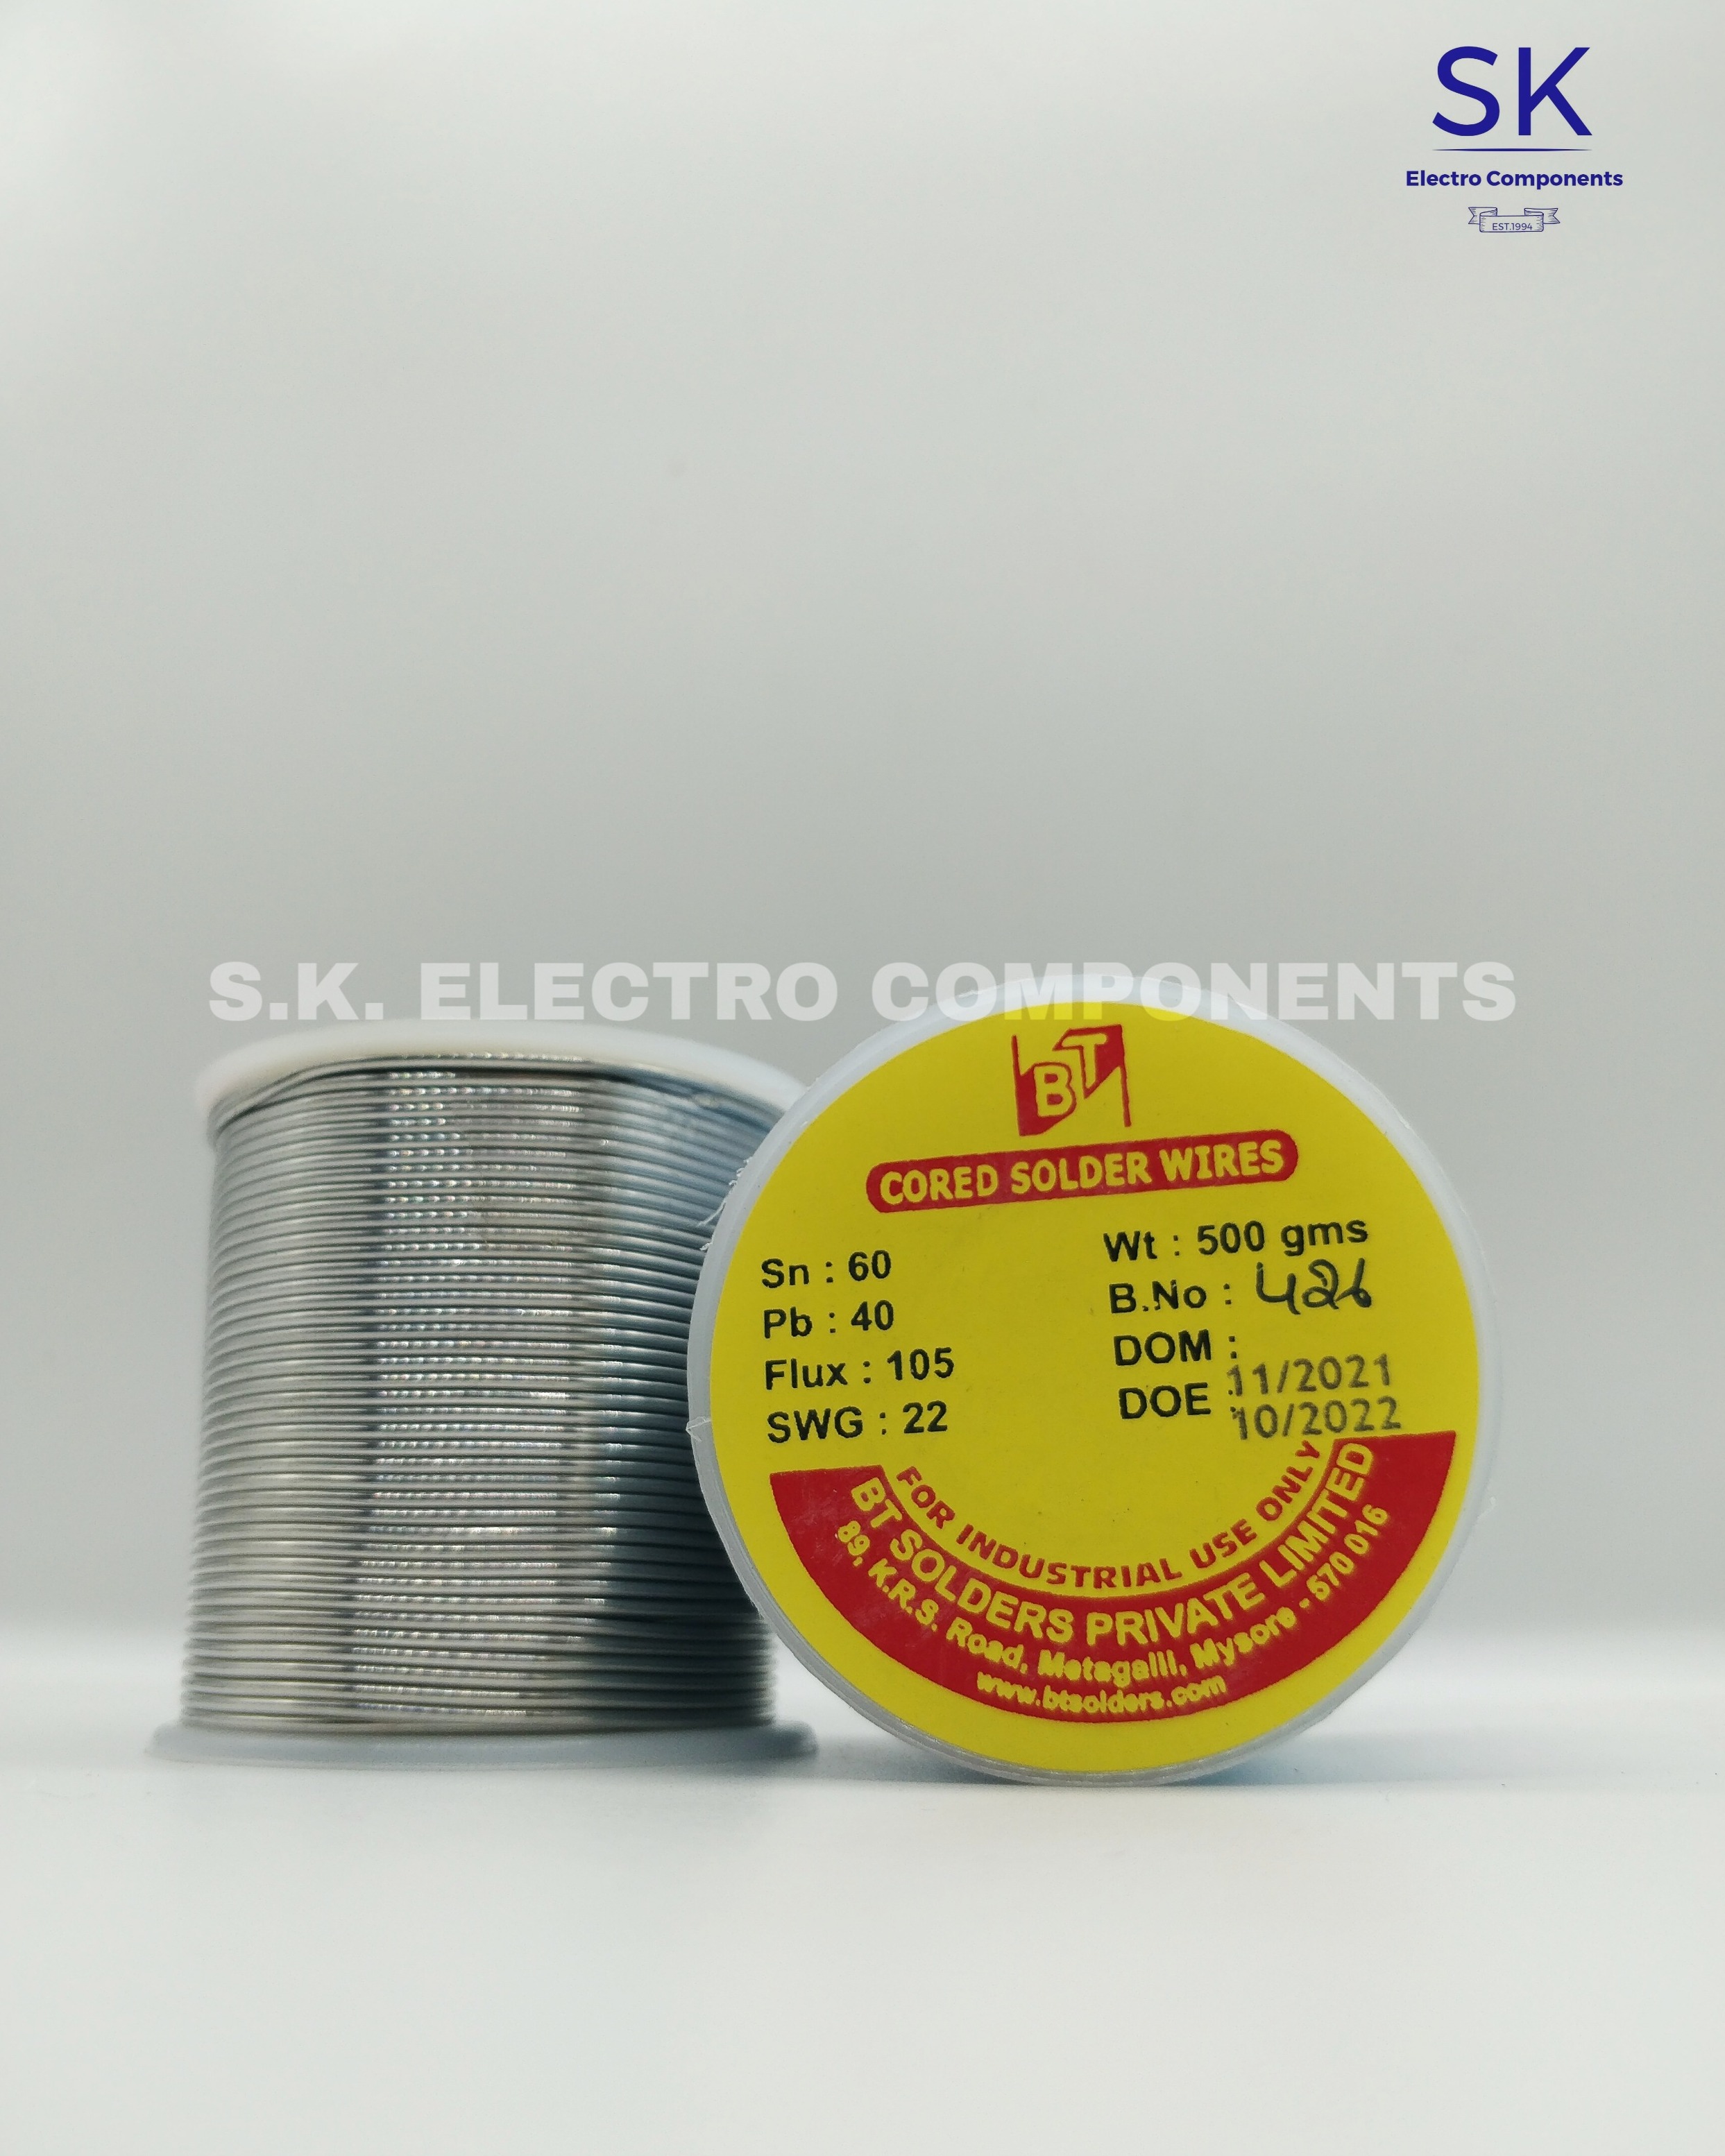 SK
Electro Components
EST.1994
S.K. ELECTRO COMPONENTS
BT
CORED SOLDER WIRES
Sn : 60
Pb : 40
Flux : 105
SWG : 22
Wt : 500 gms
B.No : 426
DOM : 11/2021
DOE : 10/2022
FOR INDUSTRIAL USE ONLY
BT SOLDERS PRIVATE LIMITED
89, K.R.S. Road, Metagalli, Mysore - 570 016
www.btsolders.com